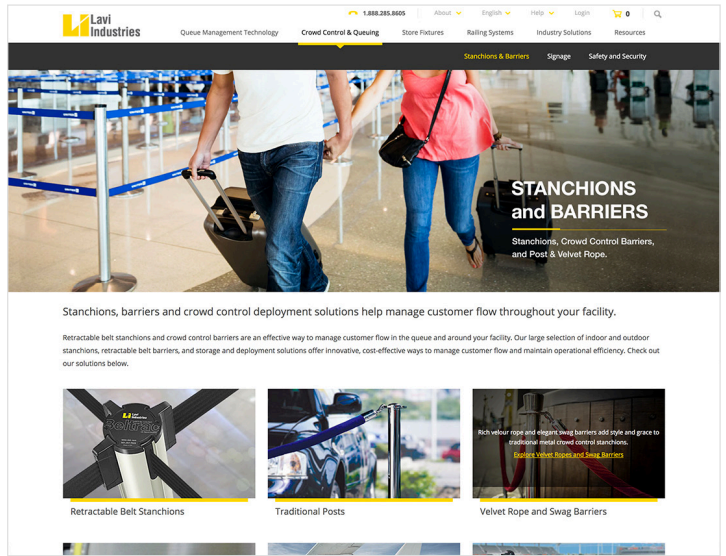 Lavi
Industries
1.888.285.8605
About
English
Help
Login
0
Queue Management Technology
Crowd Control & Queuing
Store Fixtures
Railing Systems
Industry Solutions
Resources
Stanchions & Barriers
Signage
Safety and Security
STANCHIONS
and BARRIERS
Stanchions, Crowd Control Barriers,
and Post & Velvet Rope.
Stanchions, barriers and crowd control deployment solutions help manage customer flow throughout your facility.
Retractable belt stanchions and crowd control barriers are an effective way to manage customer flow in the queue and around your facility. Our large selection of indoor and outdoor
stanchions, retractable belt barriers, and storage and deployment solutions offer innovative, cost-effective ways to manage customer flow and maintain operational efficiency. Check out
our solutions below.
Lavi
Industries
Beltrac
Rich velour rope and elegant swag barriers add style and grace to
traditional metal crowd control stanchions.
Explore Velvet Ropes and Swag Barriers
Retractable Belt Stanchions
Traditional Posts
Velvet Rope and Swag Barriers